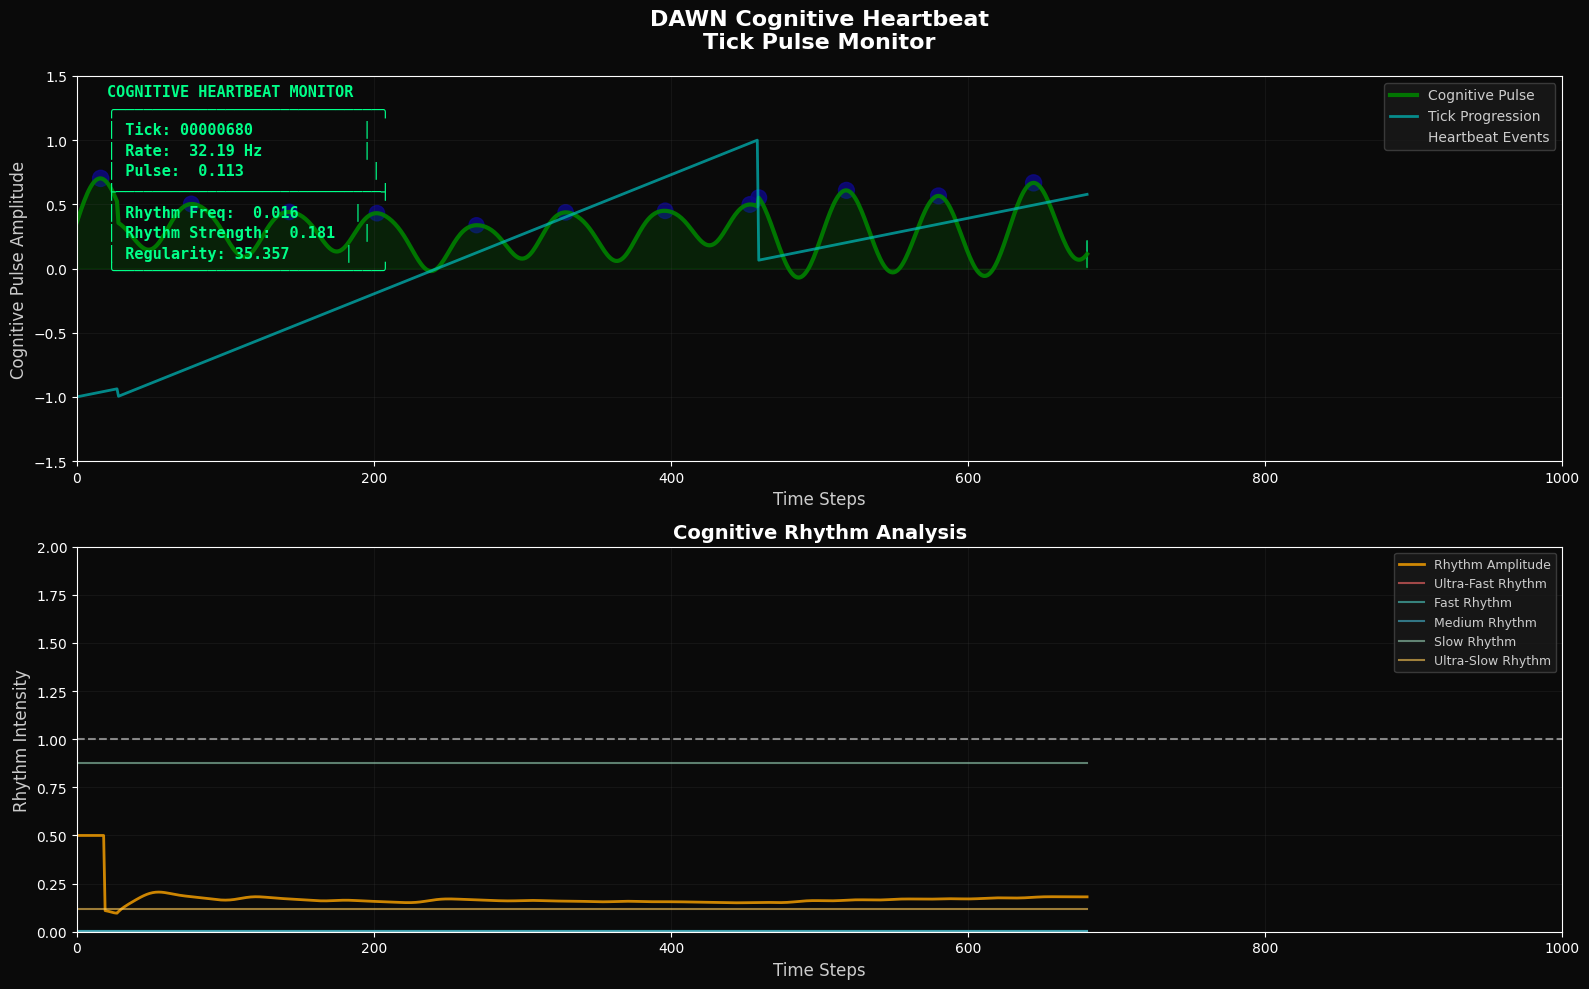 DAWN Cognitive Heartbeat
Tick Pulse Monitor
1.5
1.0
0.5
0.0
−0.5
−1.0
−1.5
Cognitive Pulse Amplitude
COGNITIVE HEARTBEAT MONITOR
Tick: 00000680
Rate: 32.19 Hz
Pulse: 0.113
Rhythm Freq: 0.016
Rhythm Strength: 0.181
Regularity: 35.357
Cognitive Pulse
Tick Progression
Heartbeat Events
0 200 400 600 800 1000
Time Steps
Cognitive Rhythm Analysis
2.00
1.75
1.50
1.25
1.00
0.75
0.50
0.25
0.00
Rhythm Intensity
Rhythm Amplitude
Ultra-Fast Rhythm
Fast Rhythm
Medium Rhythm
Slow Rhythm
Ultra-Slow Rhythm
0 200 400 600 800 1000
Time Steps